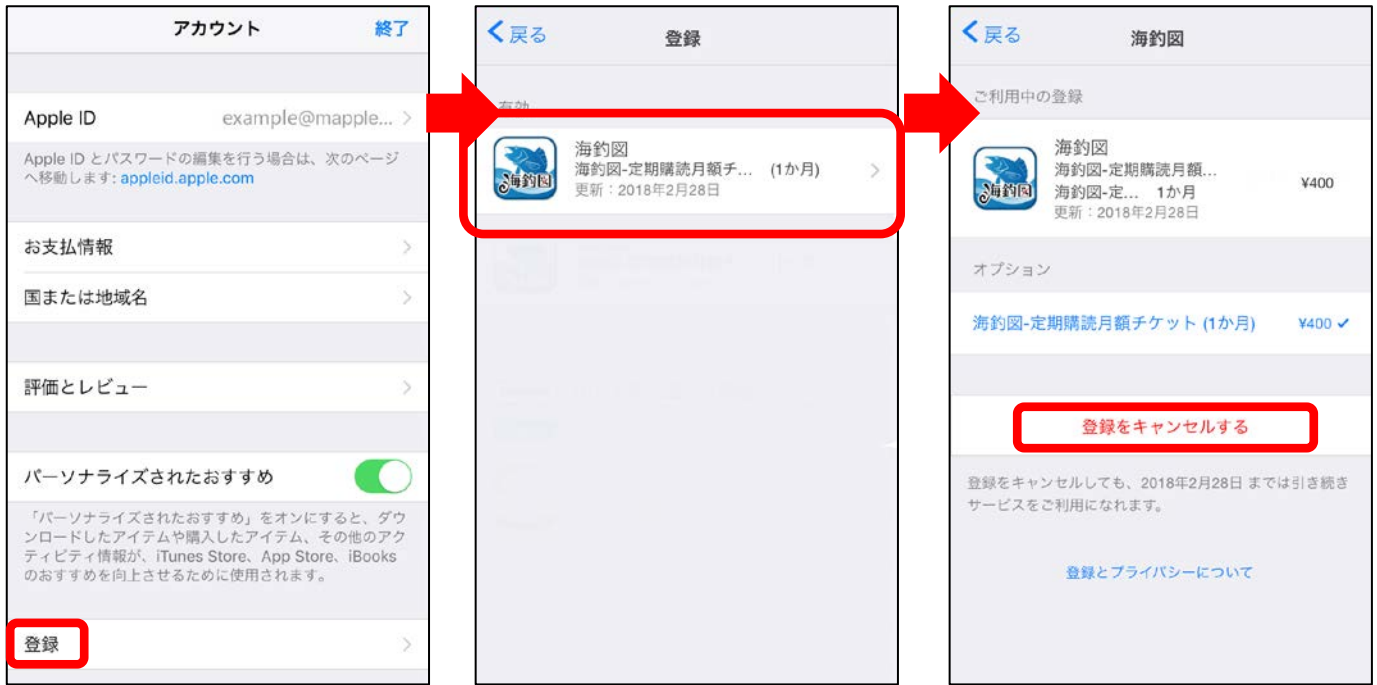 アカウント
終了
Apple ID
example@mapple...
Apple ID とパスワードの編集を行う場合は、次のページ
へ移動します: appleid.apple.com
お支払情報
国または地域名
評価とレビュー
パーソナライズされたおすすめ
「パーソナライズされたおすすめ」をオンにすると、ダウ
ンロードしたアイテムや購入したアイテム、その他のアク
ティビティ情報が、iTunes Store、App Store、iBooks
のおすすめを向上させるために使用されます。
登録
戻る
登録
有効
海釣図
海釣図
海釣図-定期購読月額チ... (1か月)
更新：2018年2月28日
戻る
海釣図
ご利用中の登録
海釣図
海釣図
海釣図-定期購読月額...
海釣図-定... 1か月
更新：2018年2月28日
¥400
オプション
海釣図-定期購読月額チケット (1か月) ¥400
登録をキャンセルする
登録をキャンセルしても、2018年2月28日 までは引き続き
サービスをご利用になれます。
登録とプライバシーについて